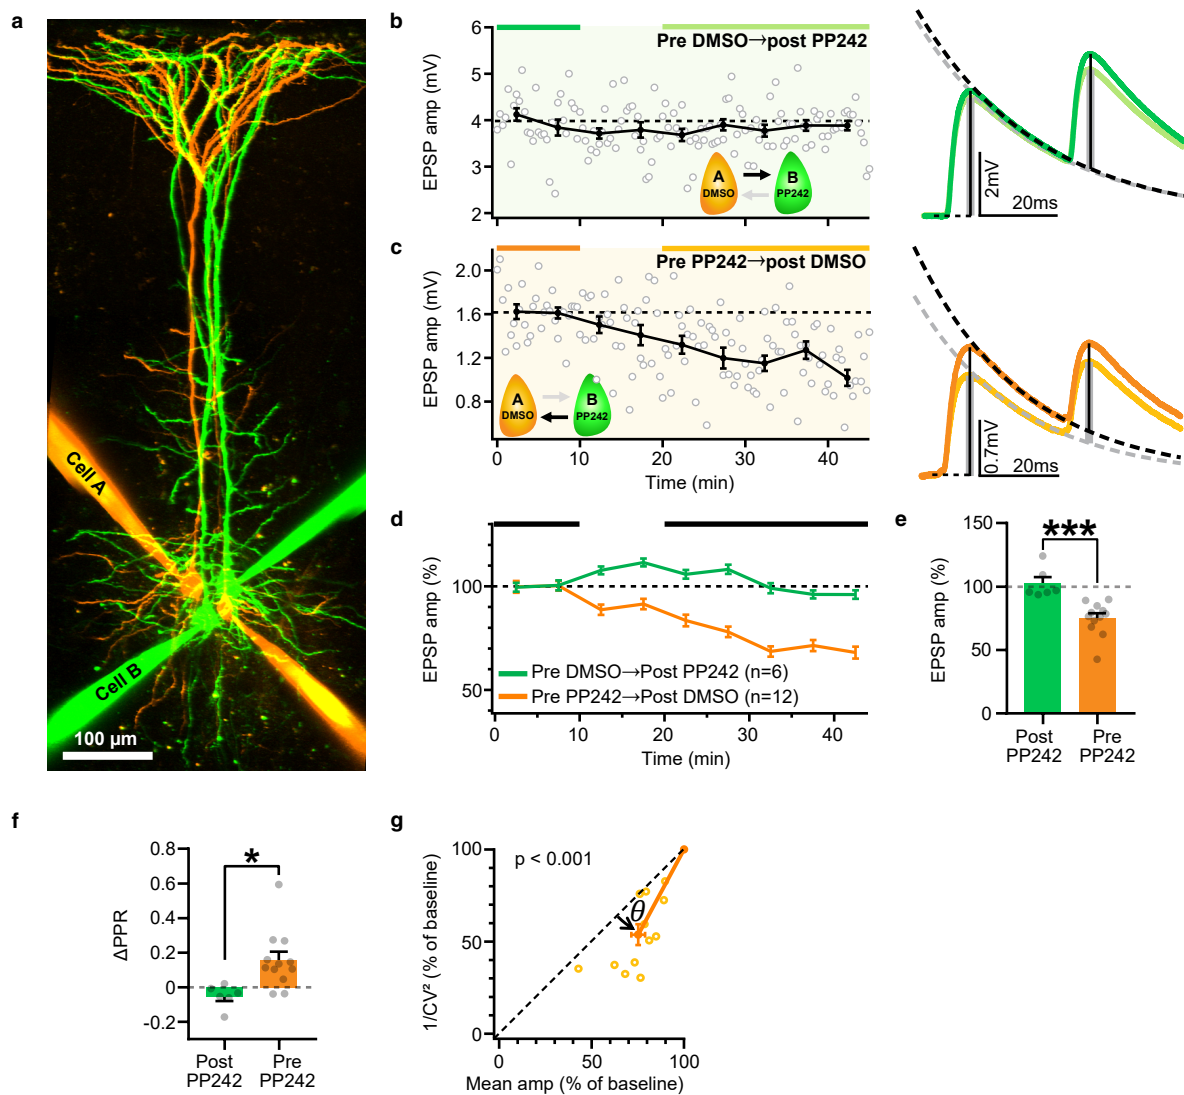 a
Cell A
Cell B
100 µm
b
EPSP amp (mV)
6
5
4
3
2
Pre DMSO→post PP242
A
DMSO
B
PP242
2mV
20ms
c
EPSP amp (mV)
2.0
1.6
1.2
0.8
Pre PP242→post DMSO
A
DMSO
B
PP242
0
10
20
30
40
Time (min)
0.7mV
20ms
d
EPSP amp (%)
100
50
Pre DMSO→Post PP242 (n=6)
Pre PP242→Post DMSO (n=12)
0
10
20
30
40
Time (min)
e
EPSP amp (%)
150
100
50
0
***
Post
PP242
Pre
PP242
f
ΔPPR
0.8
0.6
0.4
0.2
0
-0.2
*
Post
PP242
Pre
PP242
g
1/CV² (% of baseline)
100
50
0
p < 0.001
θ
0
50
100
Mean amp (% of baseline)